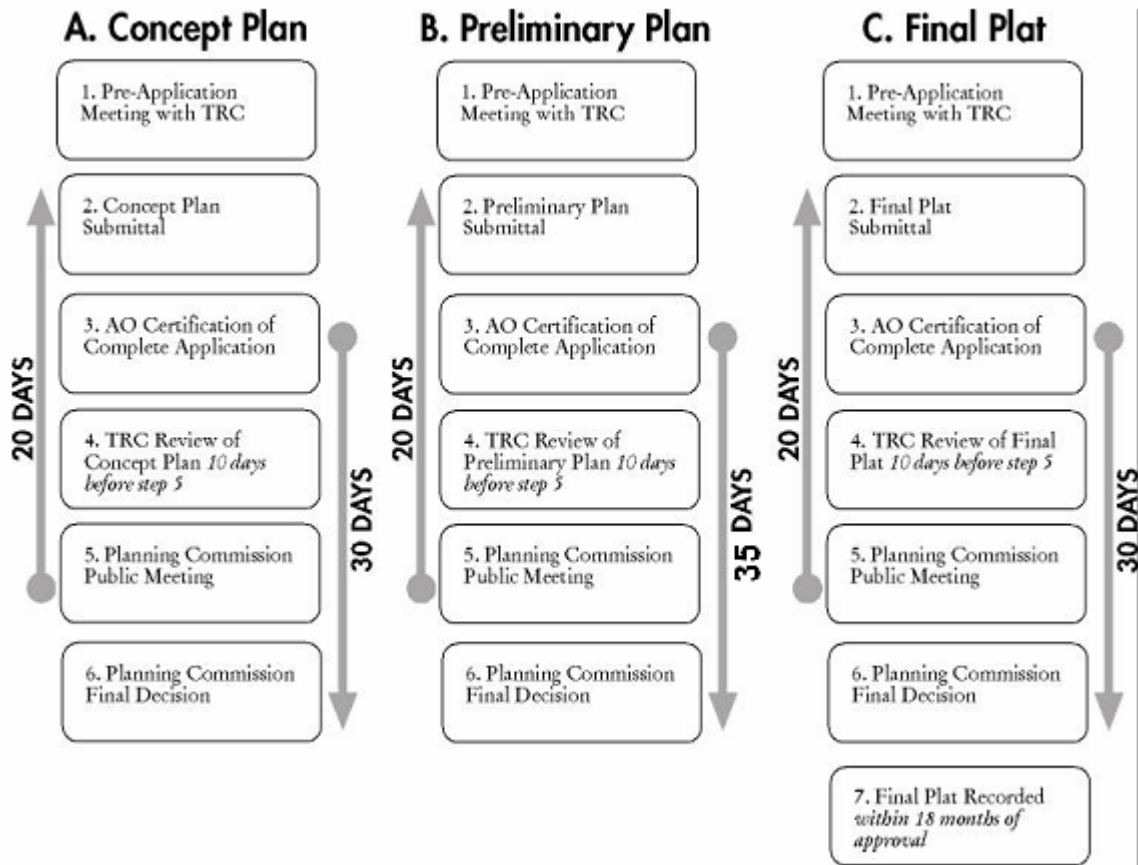 A. Concept Plan
1. Pre-Application
Meeting with TRC
2. Concept Plan
Submittal
3. AO Certification of
Complete Application
4. TRC Review of
Concept Plan 10 days
before step 5
5. Planning Commission
Public Meeting
6. Planning Commission
Final Decision
20 DAYS
30 DAYS
B. Preliminary Plan
1. Pre-Application
Meeting with TRC
2. Preliminary Plan
Submittal
3. AO Certification of
Complete Application
4. TRC Review of
Preliminary Plan 10 days
before step 5
5. Planning Commission
Public Meeting
6. Planning Commission
Final Decision
20 DAYS
35 DAYS
C. Final Plat
1. Pre-Application
Meeting with TRC
2. Final Plat
Submittal
3. AO Certification of
Complete Application
4. TRC Review of Final
Plat 10 days before step 5
5. Planning Commission
Public Meeting
6. Planning Commission
Final Decision
7. Final Plat Recorded
within 18 months of
approval
20 DAYS
30 DAYS